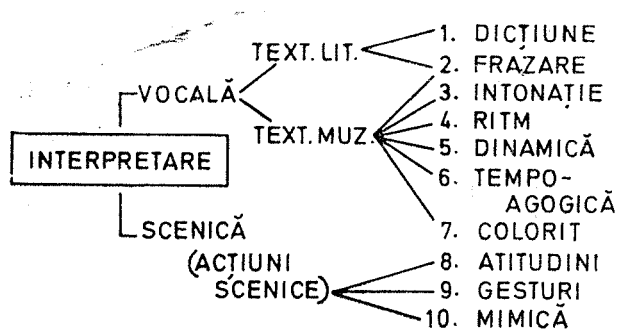 1. DICȚIUNE
TEXT. LIT.
2. FRAZARE
VOCALĂ
3. INTONAȚIE
TEXT. MUZ.
4. RITM
5. DINAMICĂ
INTERPRETARE
6. TEMPO-
AGOGICĂ
SCENICĂ
7. COLORIT
(ACȚIUNI
8. ATITUDINI
SCENICE)
9. GESTURI
10. MIMICĂ